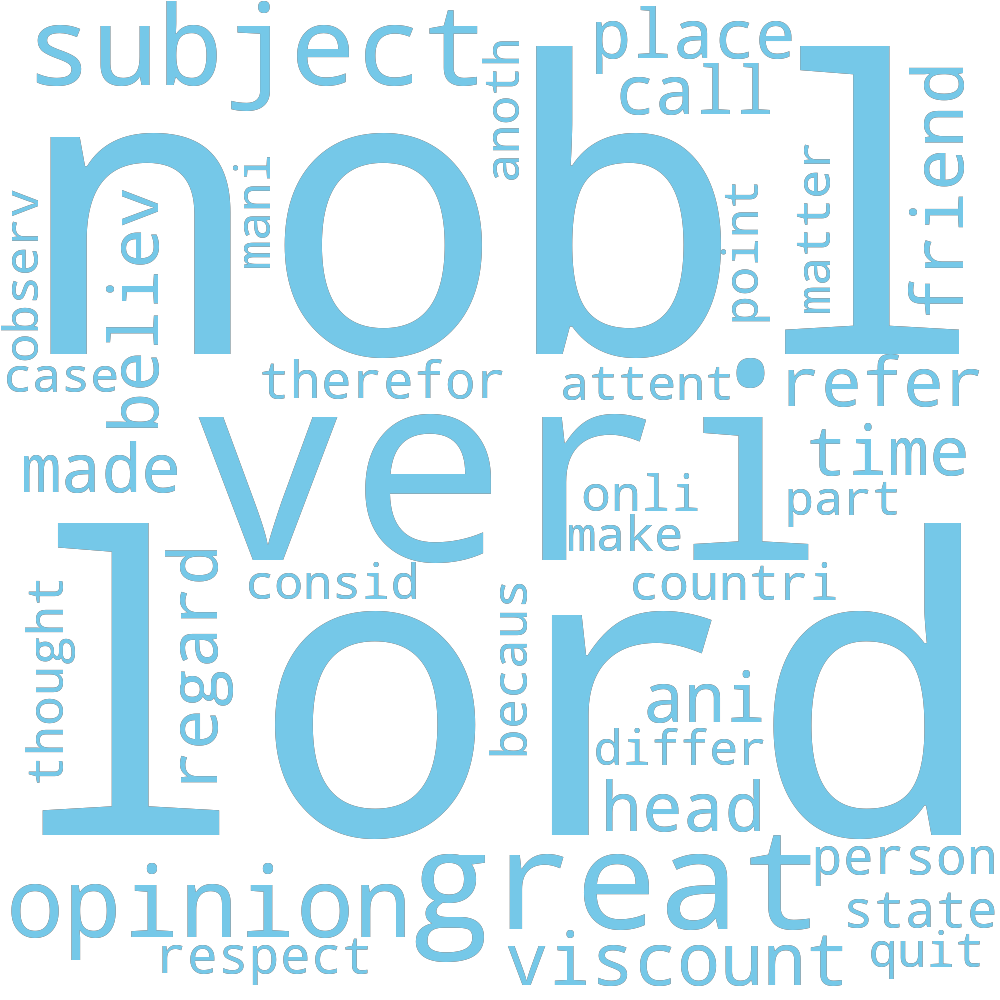 subject
place
call
anoth
nobl
friend
mani
matter
point
observ
believ
case
therefor
attent
refer
made
veri
time
onli
part
make
lord
consid
countri
thought
regard
becaus
ani
differ
head
great
person
opinion
state
respect
viscount
quit